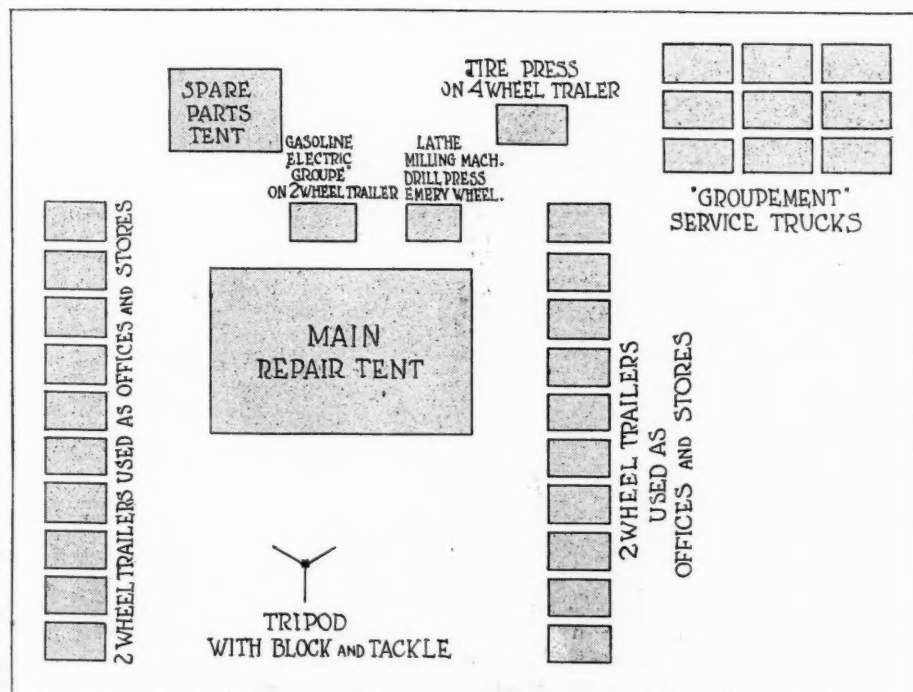 SPARE
PARTS
TENT
TIRE PRESS
ON 4 WHEEL TRALER
GASOLINE
ELECTRIC
"GROUPE"
ON 2 WHEEL TRAILER
LATHE
MILLING MACH.
DRILL PRESS
EMERY WHEEL.
"GROUPEMENT"
SERVICE TRUCKS
2 WHEEL TRAILERS USED AS OFFICES AND STORES
MAIN
REPAIR TENT
2 WHEEL TRAILERS
USED AS
OFFICES AND STORES
TRIPOD
WITH BLOCK AND TACKLE